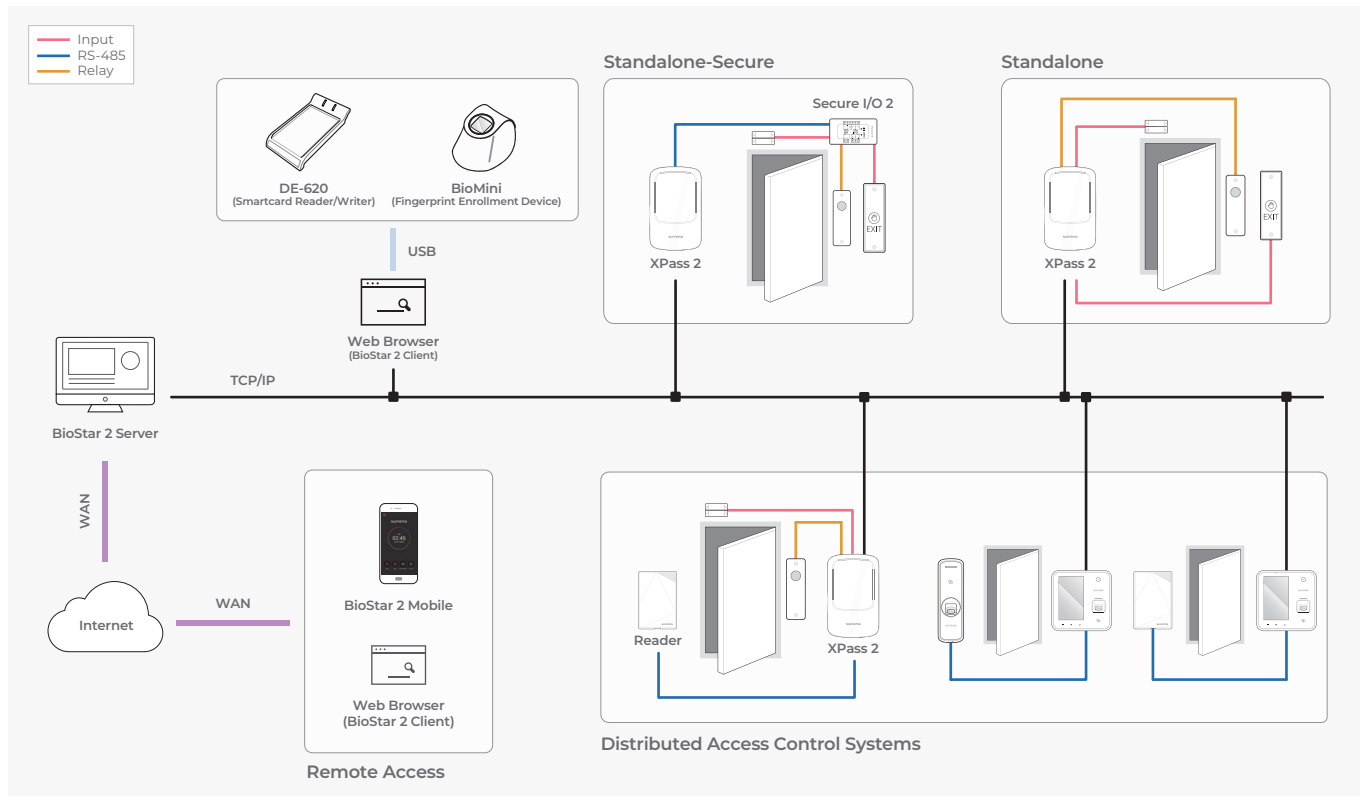 Input
RS-485
Relay
Standalone-Secure
Standalone
Secure I/O 2
DE-620
(Smartcard Reader/Writer)
BioMini
(Fingerprint Enrollment Device)
EXIT
XPass 2
EXIT
XPass 2
USB
Web Browser
(BioStar 2 Client)
TCP/IP
BioStar 2 Server
WAN
Internet
WAN
BioStar 2 Mobile
Web Browser
(BioStar 2 Client)
Remote Access
Reader
XPass 2
Distributed Access Control Systems